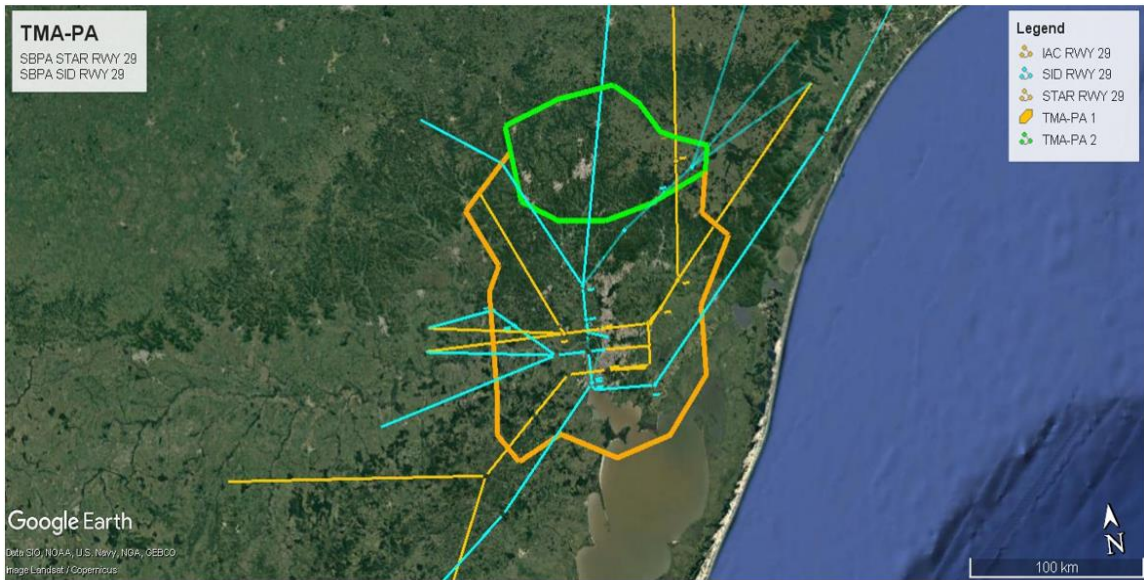 TMA-PA
SBPA STAR RWY 29
SBPA SID RWY 29
Legend
IAC RWY 29
SID RWY 29
STAR RWY 29
TMA-PA 1
TMA-PA 2
Google Earth
Data SIO, NOAA, U.S. Navy, NGA, GEBCO
Image Landsat / Copernicus
N
100 km